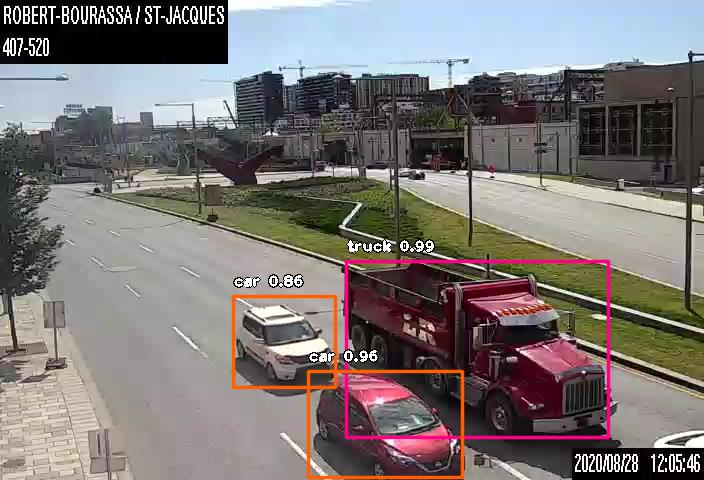 ROBERT-BOURASSA / ST-JACQUES
407-520
truck 0.99
car 0.86
car 0.96
2020/08/28 12:05:46